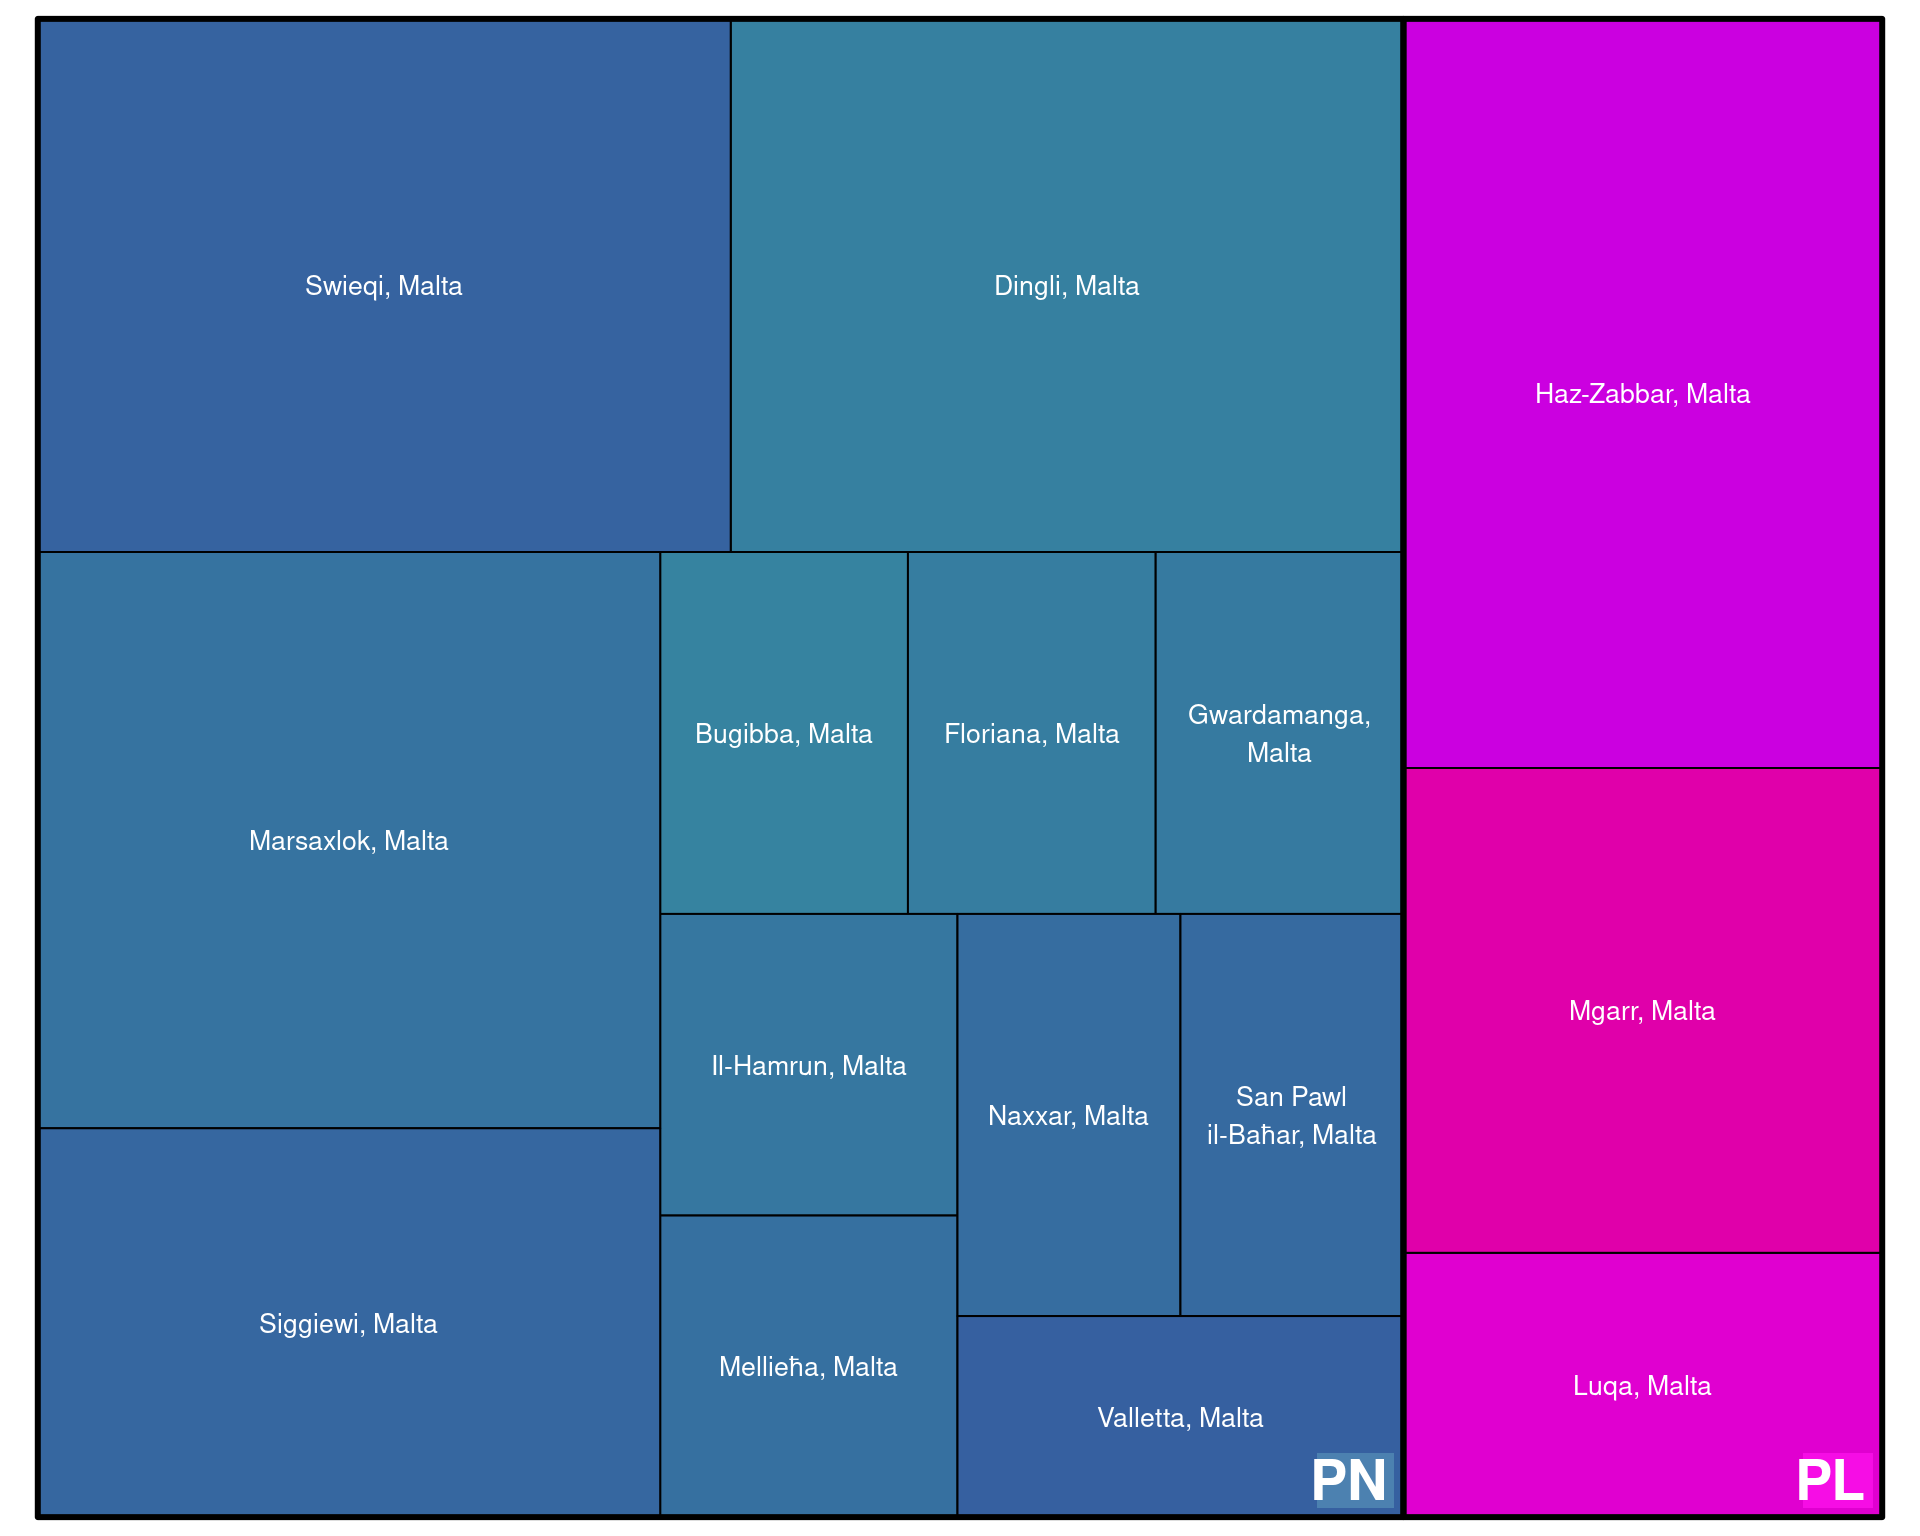 Swieqi, Malta
Dingli, Malta
Haz-Zabbar, Malta
Marsaxlok, Malta
Bugibba, Malta
Floriana, Malta
Gwardamanga,
Malta
Il-Hamrun, Malta
Naxxar, Malta
San Pawl
il-Baħar, Malta
Mgarr, Malta
Siggiewi, Malta
Mellieħa, Malta
Valletta, Malta
Luqa, Malta
PN
PL